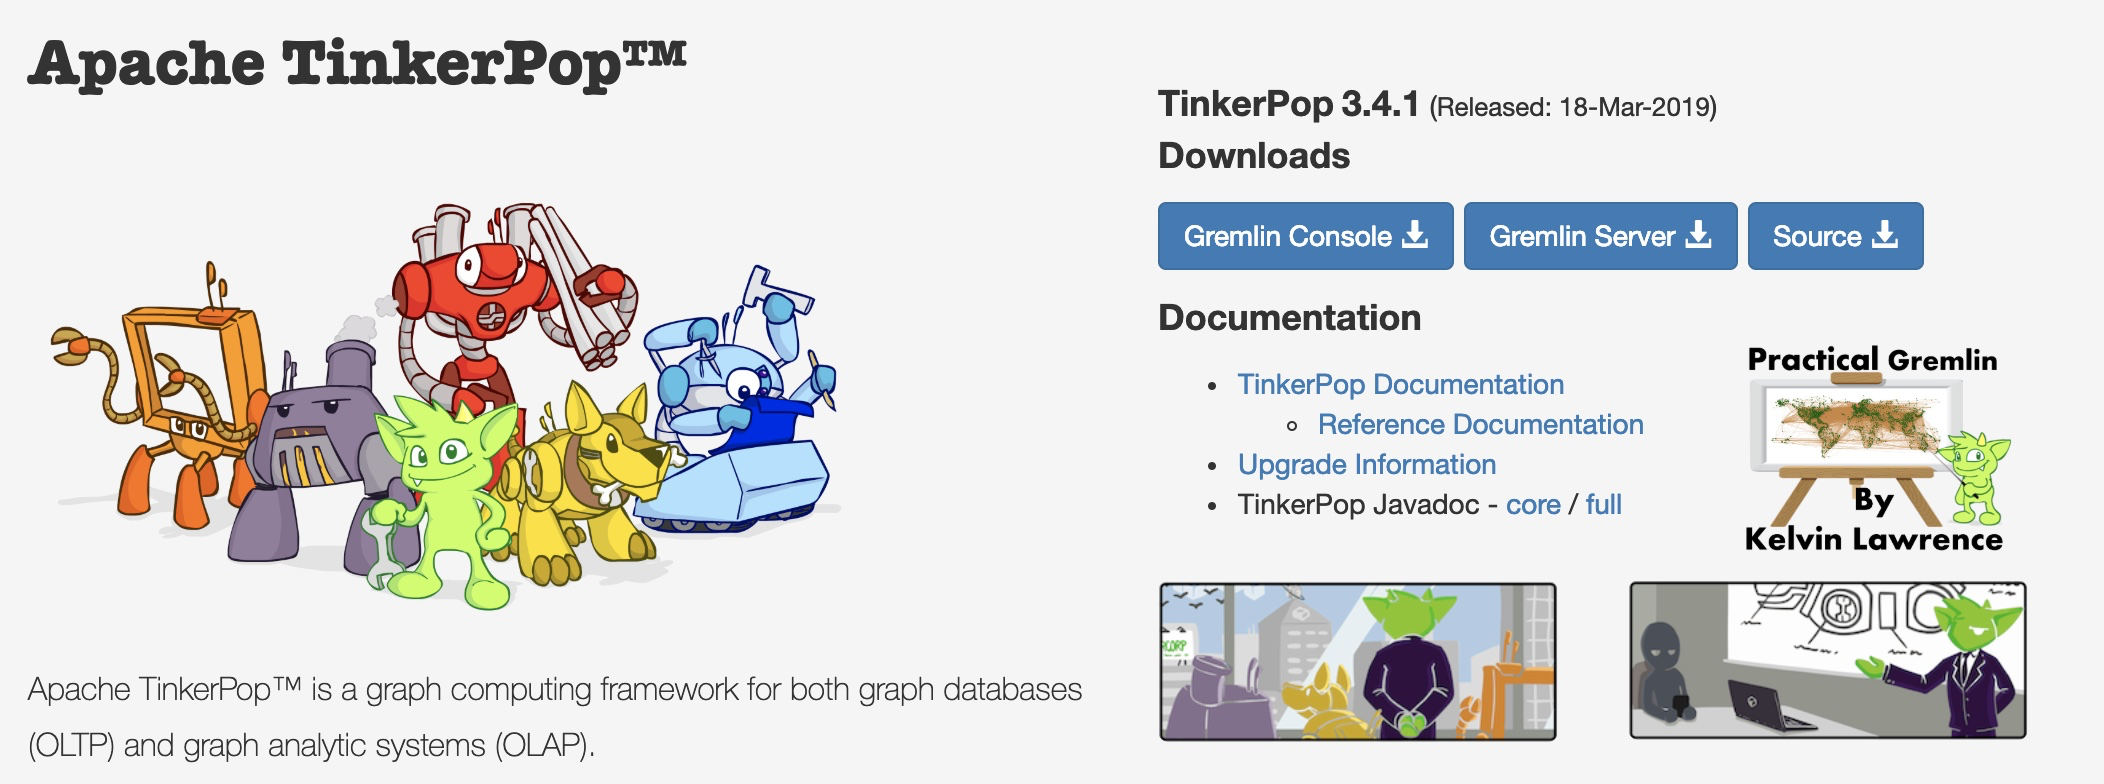 Apache TinkerPop™
Apache TinkerPop™ is a graph computing framework for both graph databases
(OLTP) and graph analytic systems (OLAP).
TinkerPop 3.4.1 (Released: 18-Mar-2019)
Downloads
Gremlin Console
Gremlin Server
Source
Documentation
TinkerPop Documentation
Reference Documentation
Upgrade Information
TinkerPop Javadoc - core / full
Practical Gremlin
By
Kelvin Lawrence
CORP